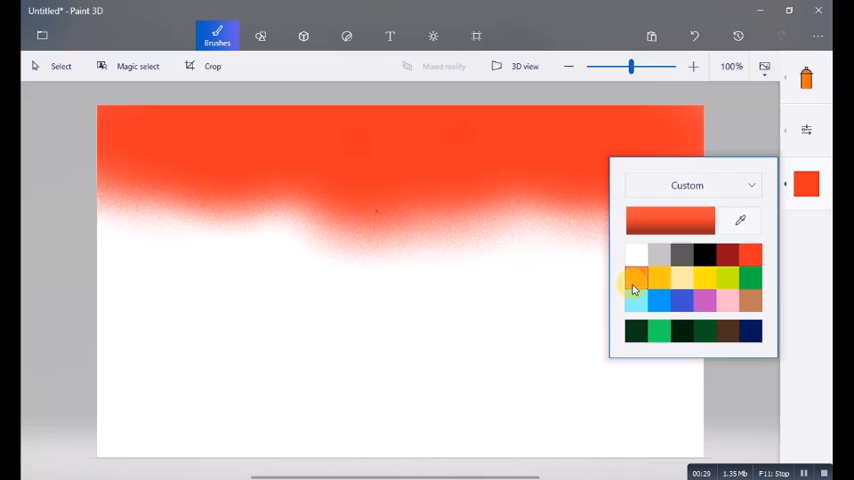 Untitled* - Paint 3D
Brushes
Select
Magic select
Crop
Mixed reality
3D view
100%
Custom
00:29
1.35 Mb
F11: Stop